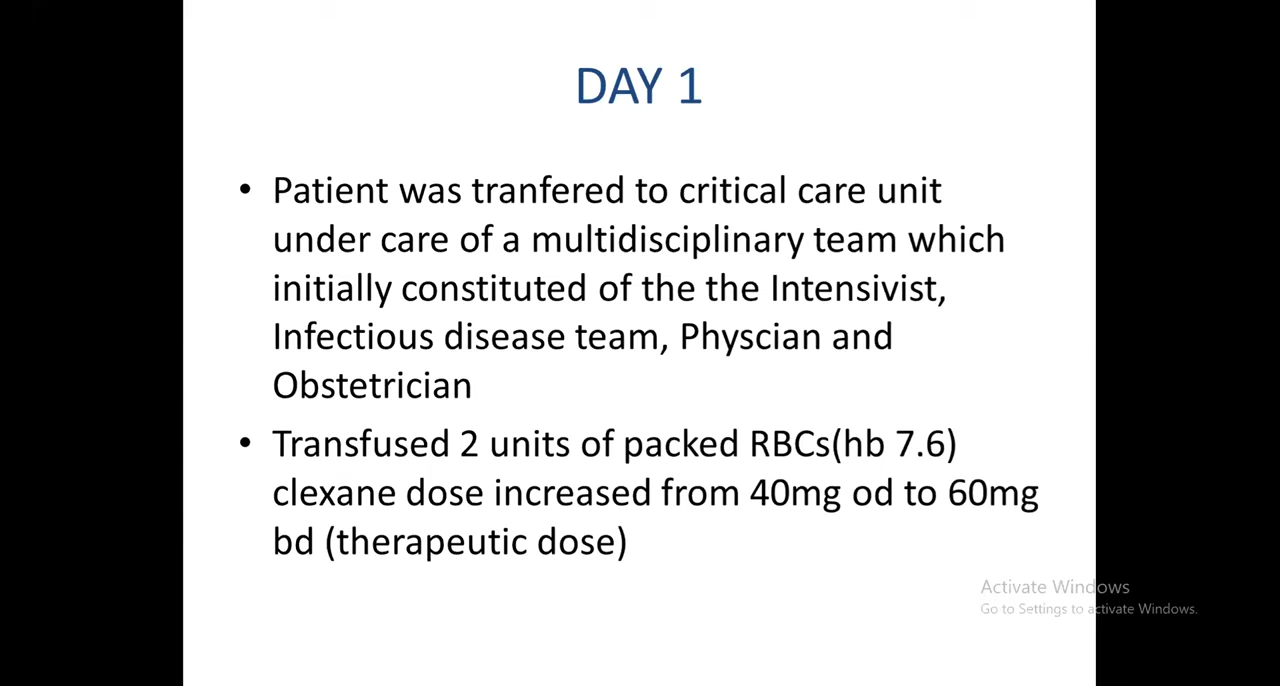 DAY 1
• Patient was tranfered to critical care unit
under care of a multidisciplinary team which
initially constituted of the the Intensivist,
Infectious disease team, Physcian and
Obstetrician
• Transfused 2 units of packed RBCs(hb 7.6)
clexane dose increased from 40mg od to 60mg
bd (therapeutic dose)
Activate Windows
Go to Settings to activate Windows.